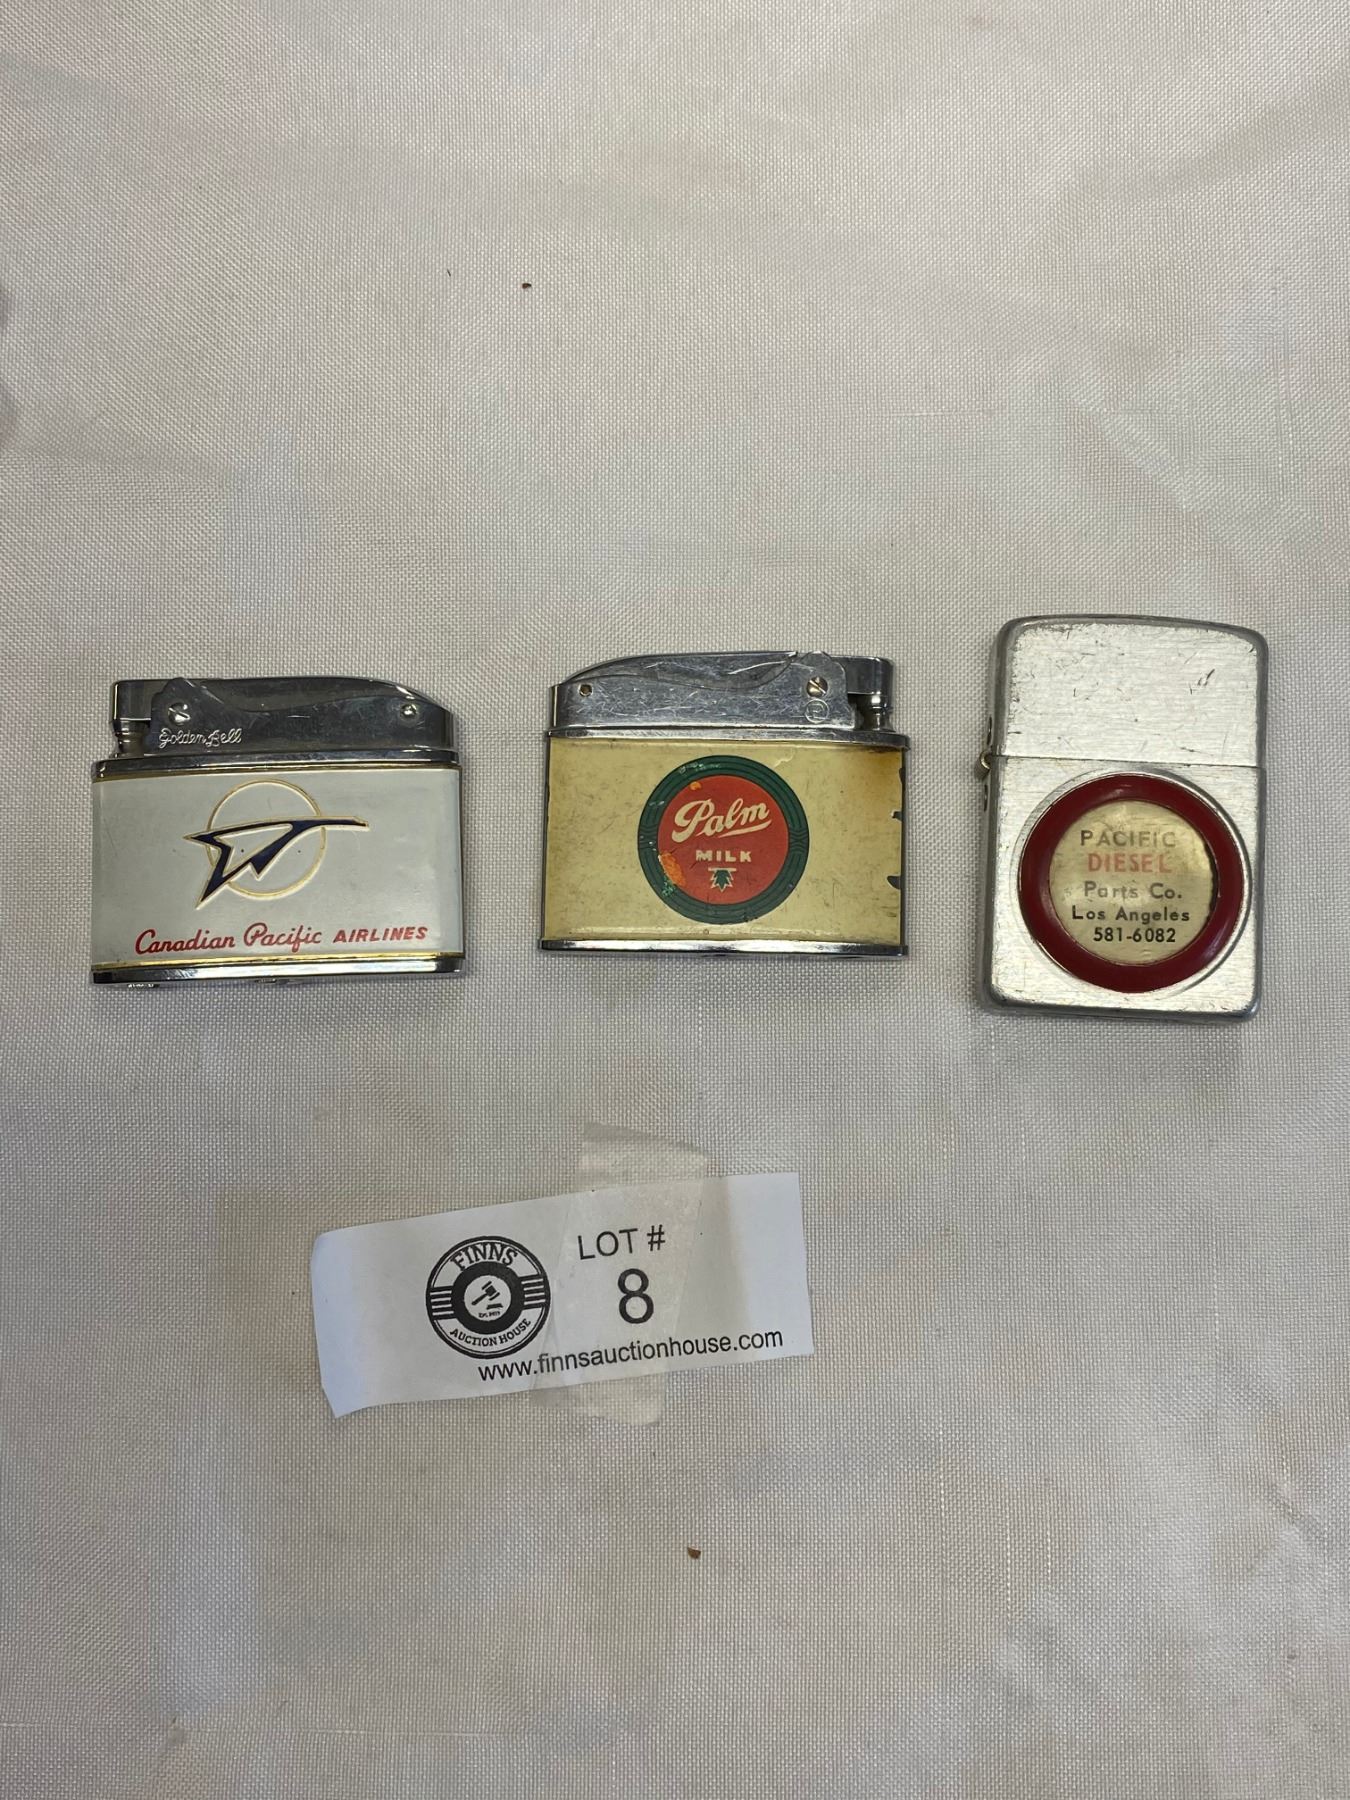 Golden Bell
Canadian Pacific AIRLINES
Palm
MILK
PACIFIC
DIESEL
Parts Co.
Los Angeles
581-6082
FINNS
AUCTION HOUSE
LOT #
8
www.finnsauctionhouse.com